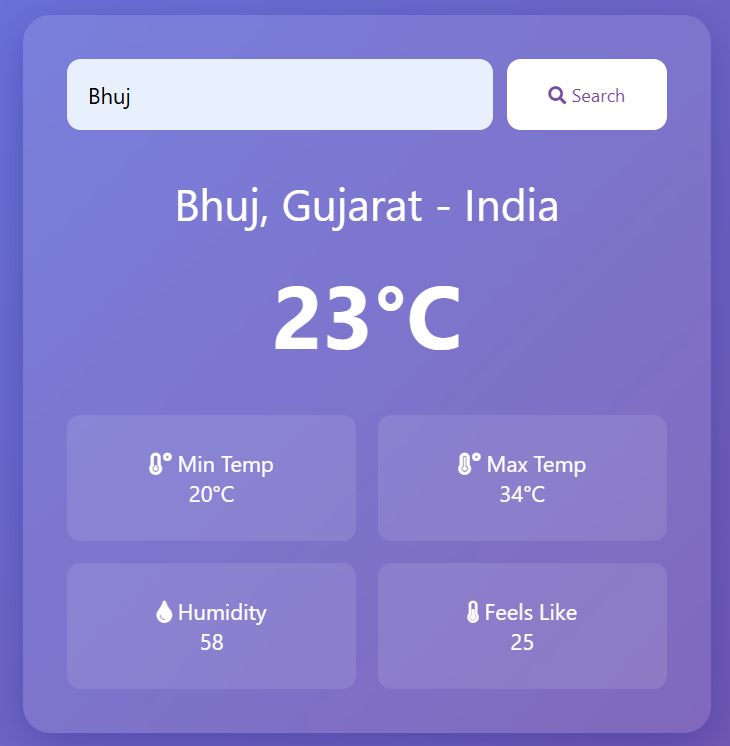 Bhuj
Search
Bhuj, Gujarat - India
23°C
Min Temp
20°C
Max Temp
34°C
Humidity
58
Feels Like
25